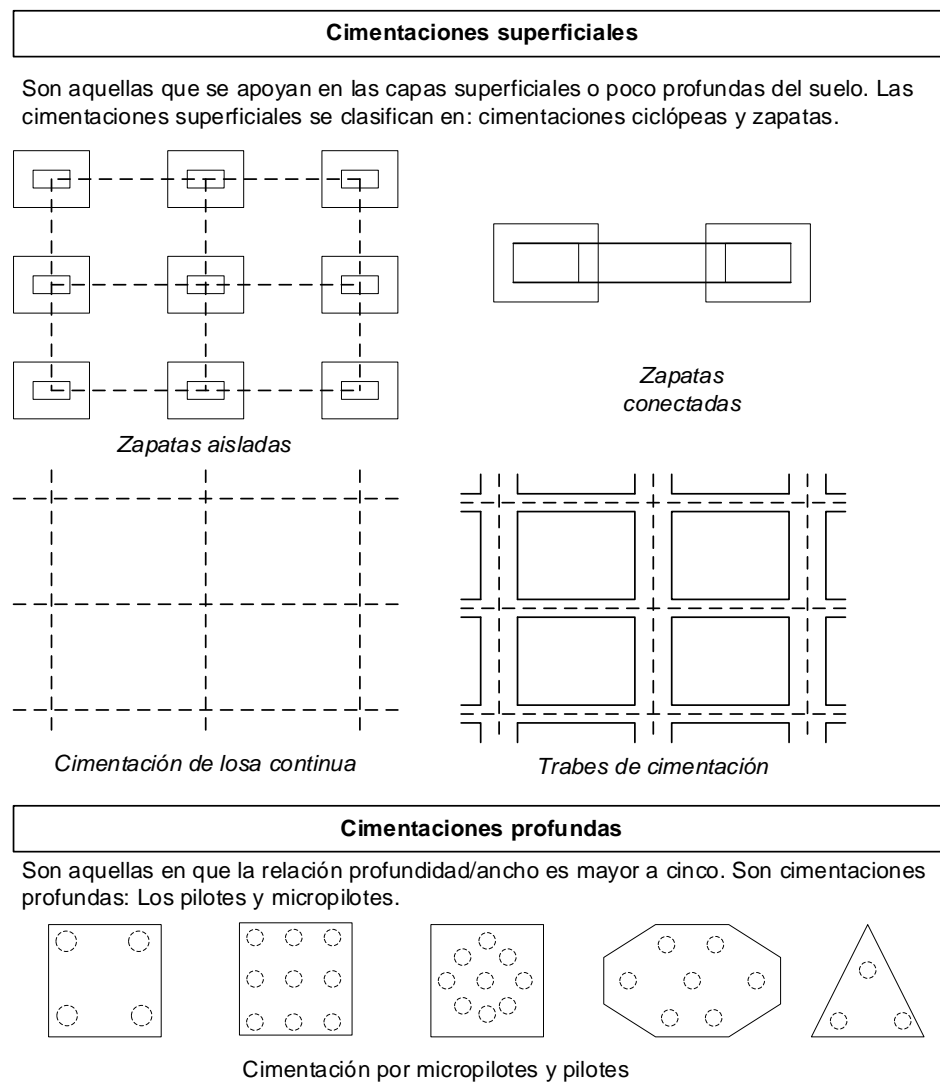 Cimentaciones superficiales
Son aquellas que se apoyan en las capas superficiales o poco profundas del suelo. Las
cimentaciones superficiales se clasifican en: cimentaciones ciclópeas y zapatas.
Zapatas aisladas
Zapatas
conectadas
Cimentación de losa continua
Trabes de cimentación
Cimentaciones profundas
Son aquellas en que la relación profundidad/ancho es mayor a cinco. Son cimentaciones
profundas: Los pilotes y micropilotes.
Cimentación por micropilotes y pilotes